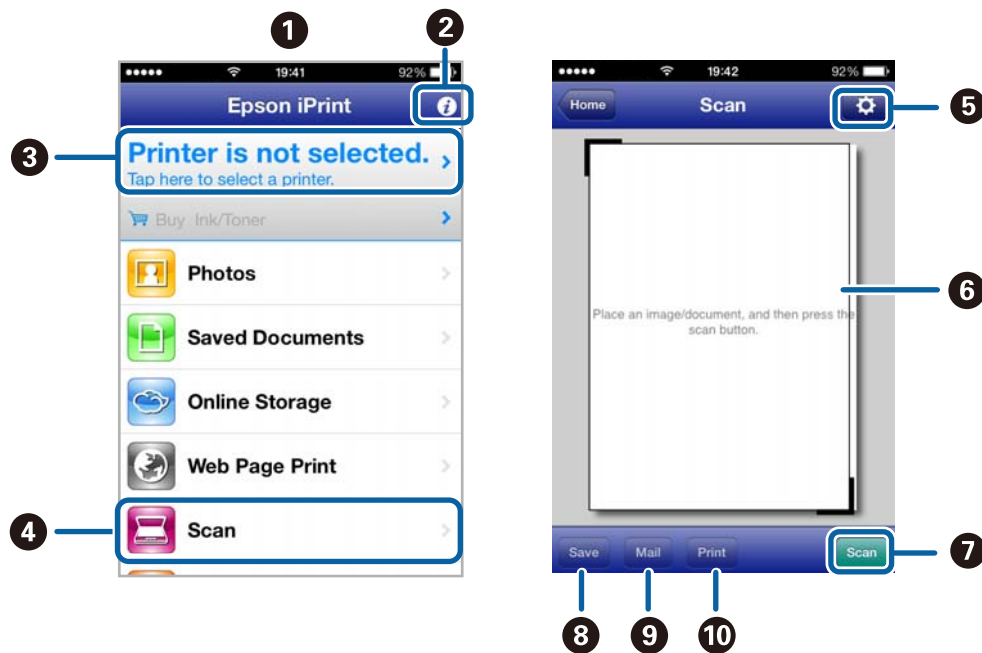 1
2
19:41
92%
Epson iPrint
3
Printer is not selected.
Tap here to select a printer.
Buy Ink/Toner
Photos
Saved Documents
Online Storage
Web Page Print
4
Scan
19:42
92%
Home
Scan
5
6
Place an image/document, and then press the
scan button.
Save
Mail
Print
Scan
7
8
9
10